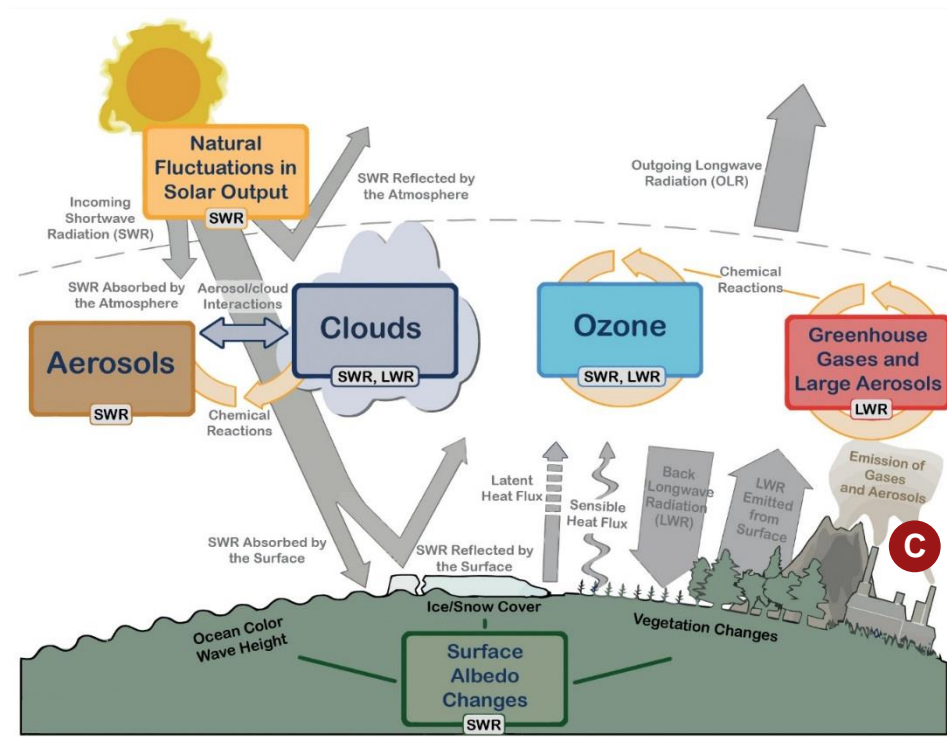 Natural
Fluctuations in
Solar Output
SWR
Incoming
Shortwave
Radiation (SWR)
SWR Reflected by
the Atmosphere
Outgoing Longwave
Radiation (OLR)
SWR Absorbed by
the Atmosphere
Aerosol/cloud
Interactions
Chemical
Reactions
Aerosols
SWR
Clouds
SWR, LWR
Ozone
SWR, LWR
Greenhouse
Gases and
Large Aerosols
LWR
Chemical
Reactions
Emission of
Gases
and Aerosols
Latent
Heat Flux
Sensible
Heat Flux
Back
Longwave
Radiation
(LWR)
LWR
Emitted
from
Surface
C
SWR Absorbed by
the Surface
SWR Reflected by
the Surface
Ice/Snow Cover
Ocean Color
Wave Height
Vegetation Changes
Surface
Albedo
Changes
SWR